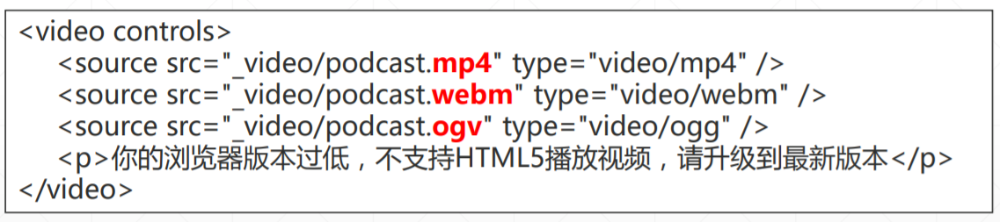 <video controls>
<source src="_video/podcast.mp4" type="video/mp4" />
<source src="_video/podcast.webm" type="video/webm" />
<source src="_video/podcast.ogv" type="video/ogg" />
<p>你的浏览器版本过低，不支持HTML5播放视频，请升级到最新版本</p>
</video>